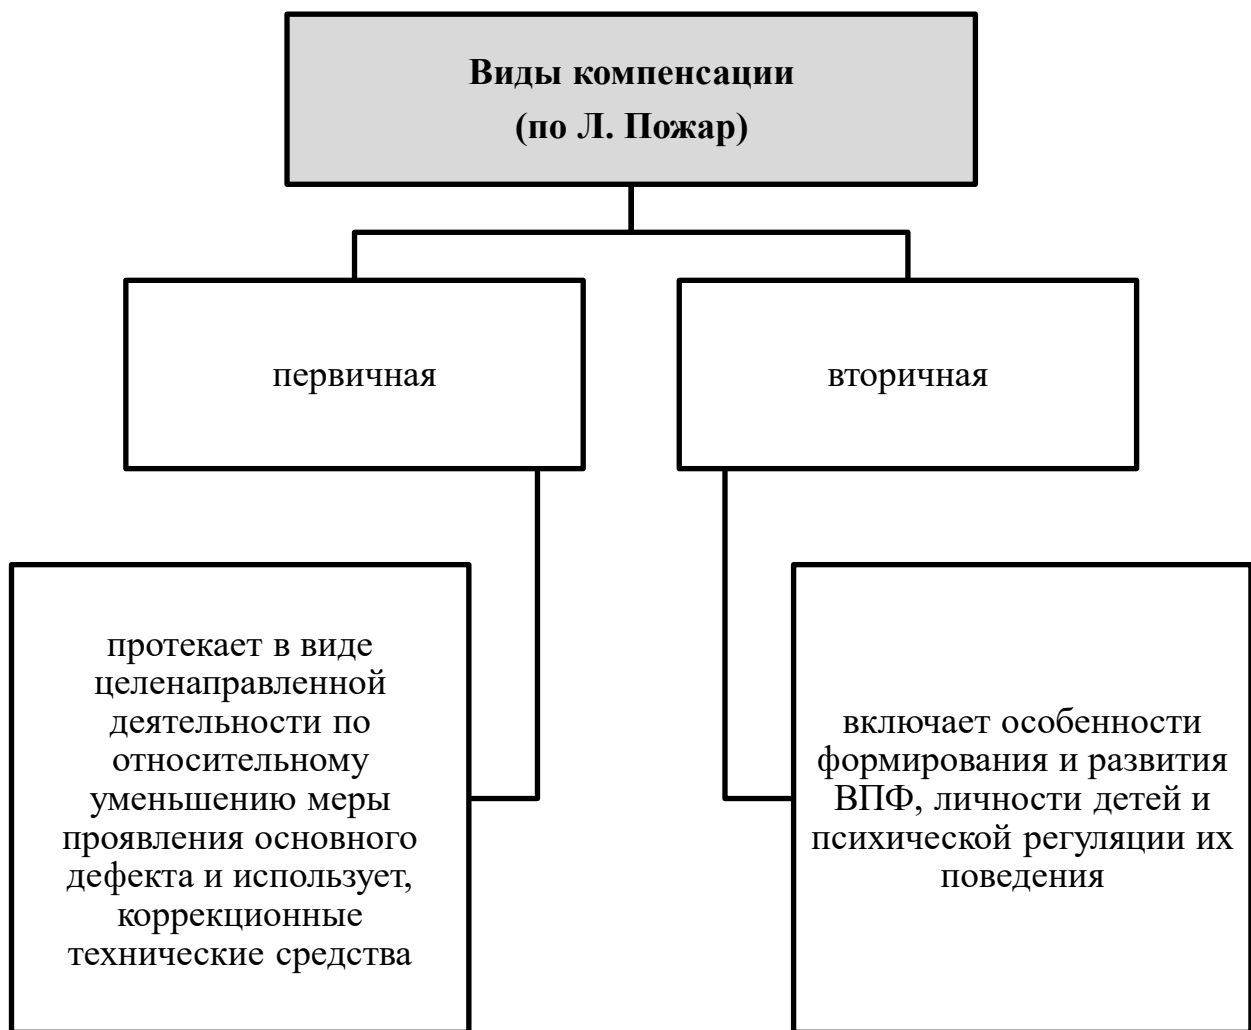 Виды компенсации
(по Л. Пожар)
первичная
вторичная
протекает в виде
целенаправленной
деятельности по
относительному
уменьшению меры
проявления основного
дефекта и использует,
коррекционные
технические средства
включает особенности
формирования и развития
ВПФ, личности детей и
психической регуляции их
поведения